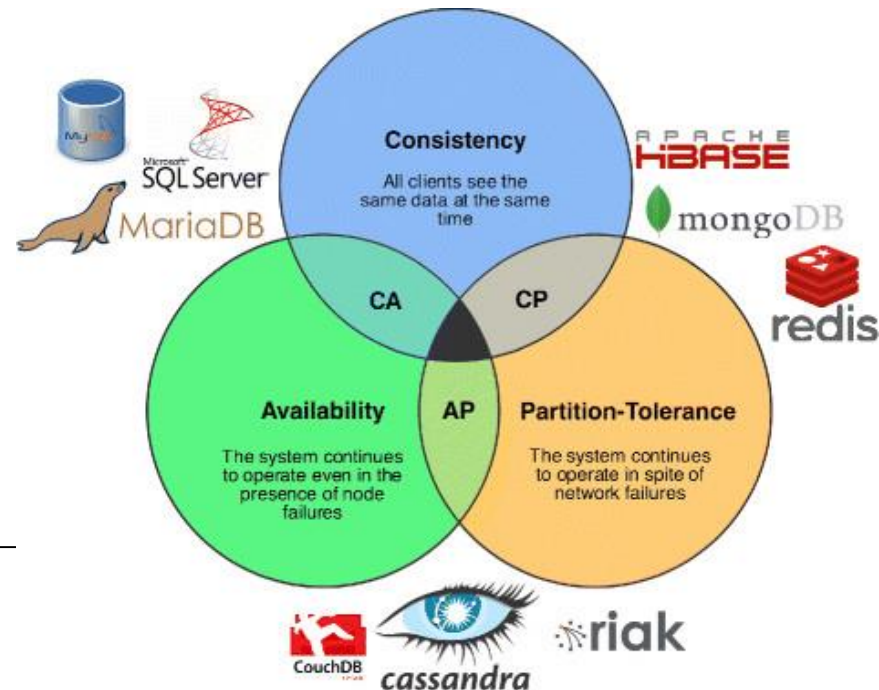 Consistency
All clients see the
same data at the same
time
MySQL
Microsoft®
SQL Server
MariaDB
APACHE
HBASE
mongoDB
redis
CA
CP
Availability
AP
Partition-Tolerance
The system continues
to operate even in the
presence of node
failures
The system continues
to operate in spite of
network failures
CouchDB
cassandra
riak